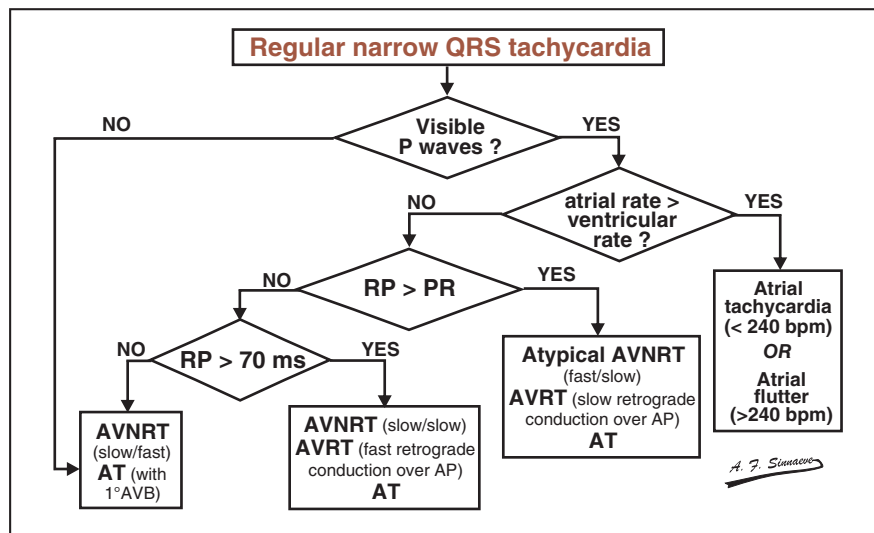 Regular narrow QRS tachycardia
NO
Visible
P waves ?
YES
NO
atrial rate >
ventricular
rate ?
YES
NO
RP > PR
YES
NO
RP > 70 ms
YES
Atrial
tachycardia
(< 240 bpm)
OR
Atrial
flutter
(>240 bpm)
Atypical AVNRT
(fast/slow)
AVRT (slow retrograde
conduction over AP)
AT
AVNRT
(slow/fast)
AT (with
1°AVB)
AVNRT (slow/slow)
AVRT (fast retrograde
conduction over AP)
AT
A. F. Sinnaeve